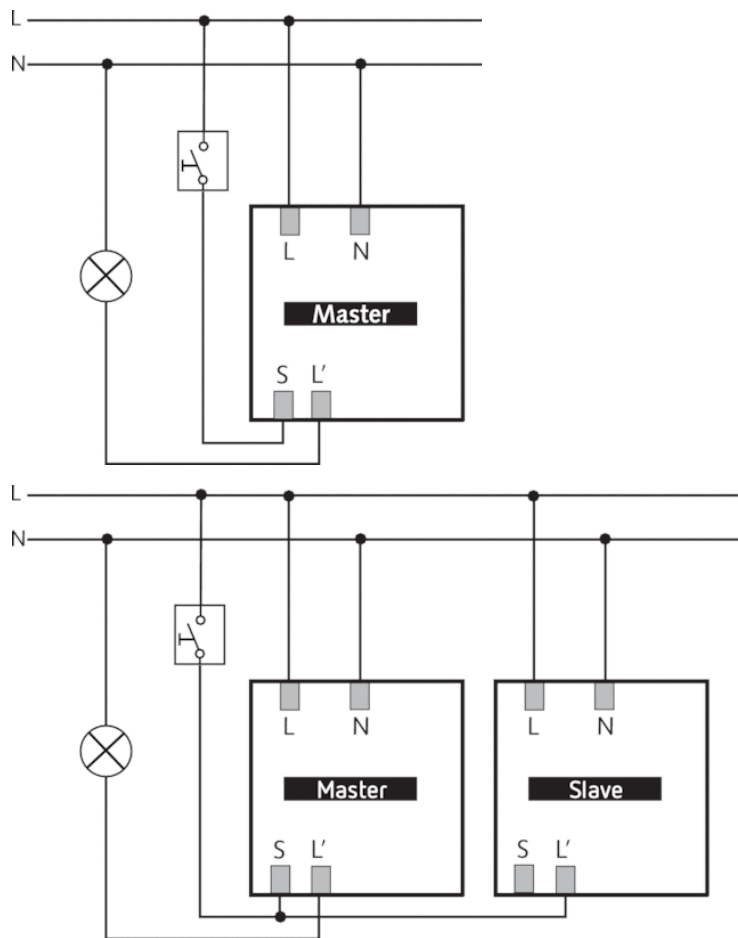 L
N
L N
Master
S L′
L
N
L N L N
Master Slave
S L′ S L′